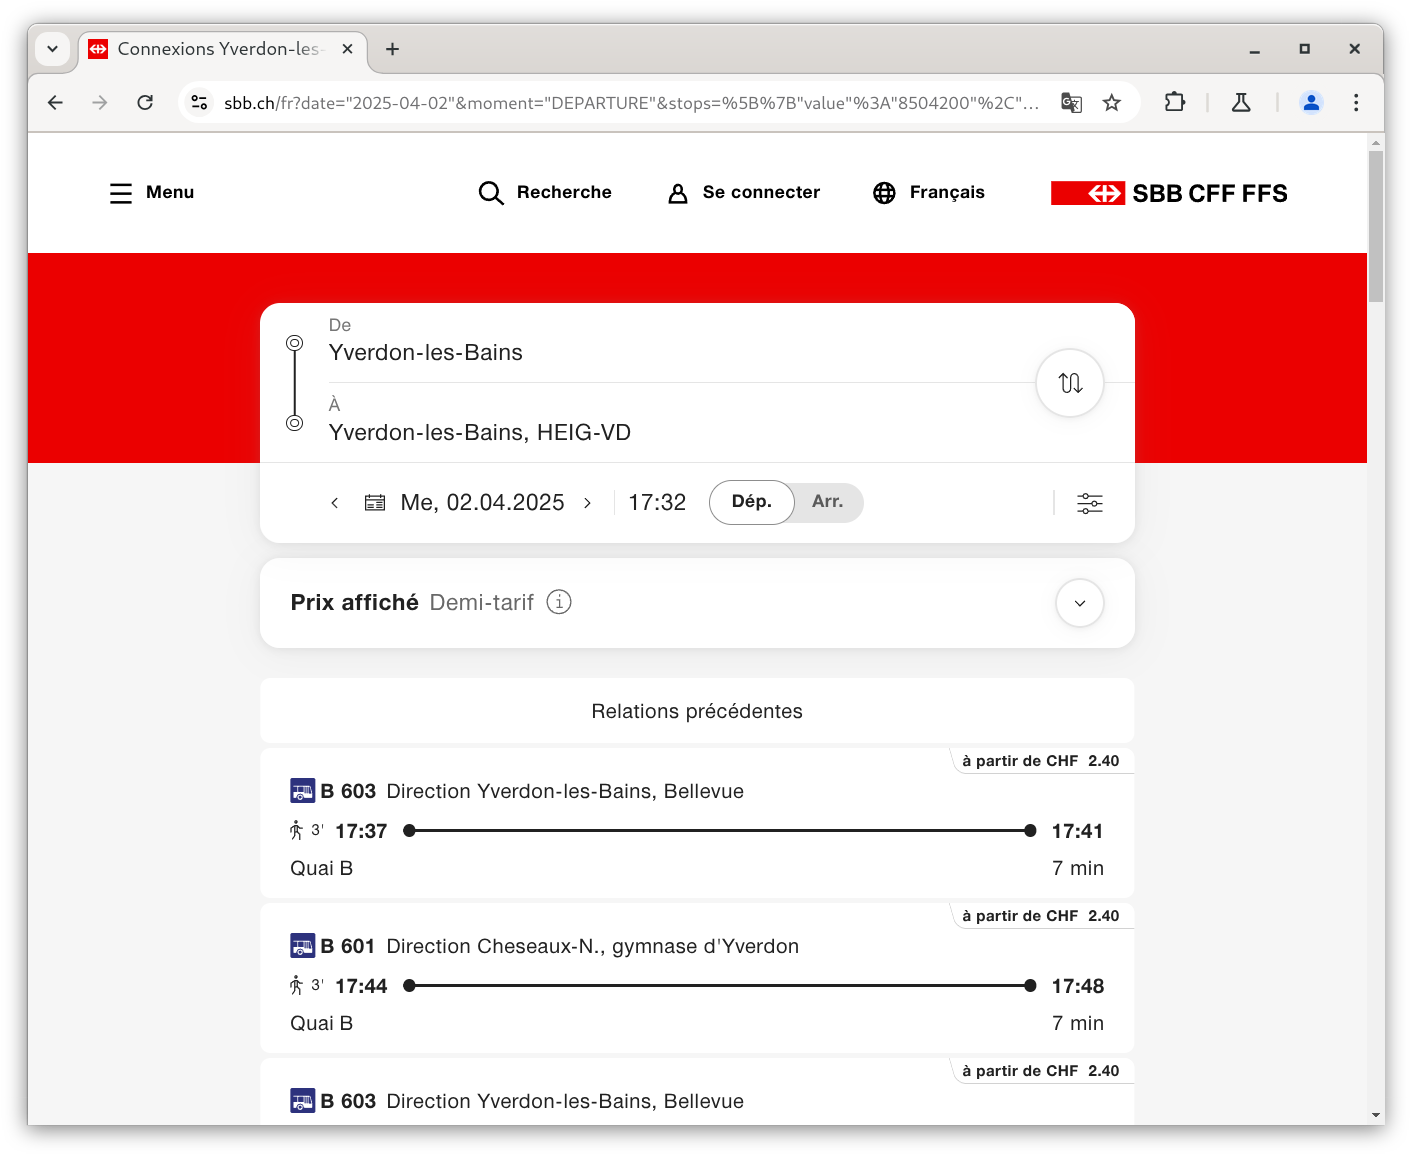 Connexions Yverdon-les-
sbb.ch/fr?date="2025-04-02"&moment="DEPARTURE"&stops=%5B%7B"value"%3A"8504200"%2C"...
Menu
Recherche
Se connecter
Français
SBB CFF FFS
De
Yverdon-les-Bains
À
Yverdon-les-Bains, HEIG-VD
Me, 02.04.2025
17:32
Dép.
Arr.
Prix affiché Demi-tarif
Relations précédentes
à partir de CHF 2.40
B 603 Direction Yverdon-les-Bains, Bellevue
3' 17:37
17:41
Quai B
7 min
à partir de CHF 2.40
B 601 Direction Cheseaux-N., gymnase d'Yverdon
3' 17:44
17:48
Quai B
7 min
à partir de CHF 2.40
B 603 Direction Yverdon-les-Bains, Bellevue